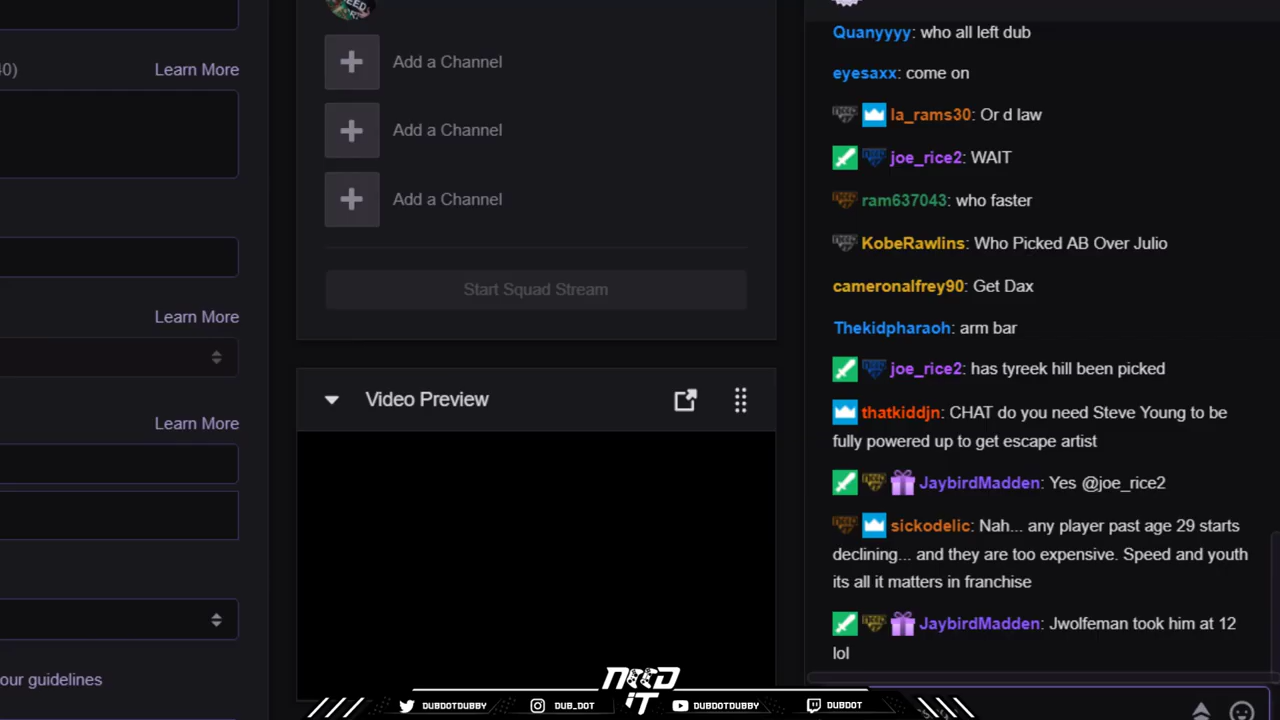 40)
Learn More
Learn More
Learn More
our guidelines
Add a Channel
Add a Channel
Add a Channel
Start Squad Stream
Video Preview
Quanyyyy: who all left dub
eyesaxx: come on
la_rams30: Or d law
joe_rice2: WAIT
ram637043: who faster
KobeRawlins: Who Picked AB Over Julio
cameronalfrey90: Get Dax
Thekidpharaoh: arm bar
joe_rice2: has tyreek hill been picked
thatkiddjn: CHAT do you need Steve Young to be
fully powered up to get escape artist
JaybirdMadden: Yes @joe_rice2
sickodelic: Nah... any player past age 29 starts
declining... and they are too expensive. Speed and youth
its all it matters in franchise
JaybirdMadden: Jwolfeman took him at 12
lol
NEED
IT
DUBDOTDUBBY
DUB_DOT
DUBDOTDUBBY
DUBDOT